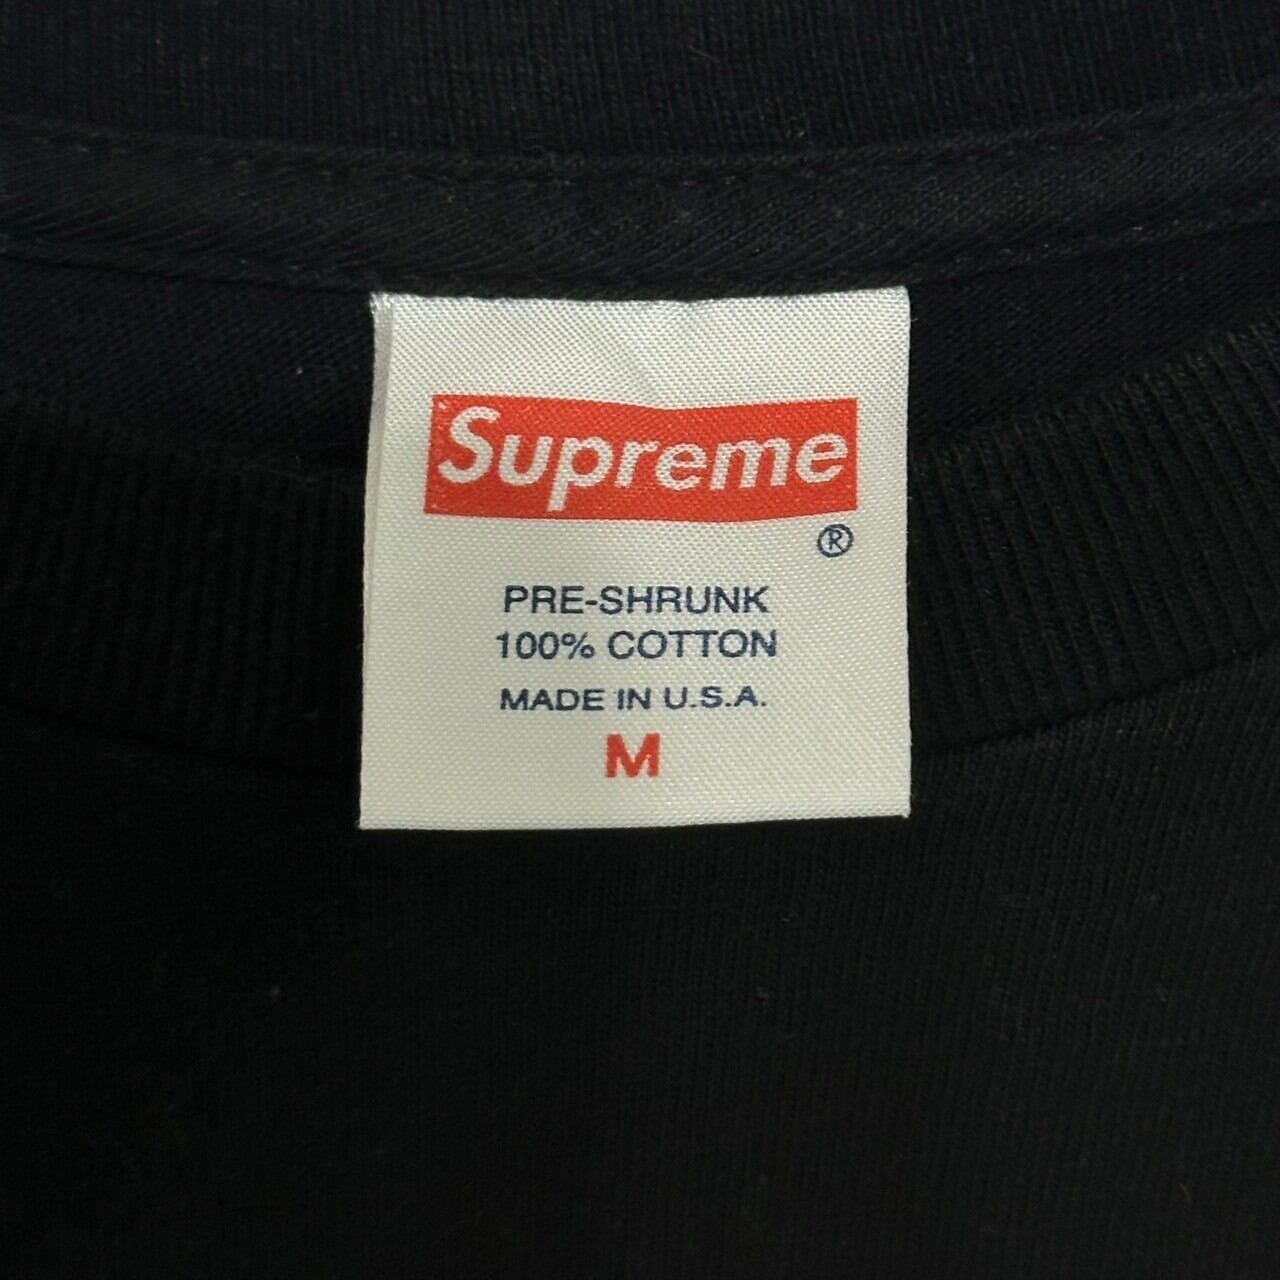 Supreme
®
PRE-SHRUNK
100% COTTON
MADE IN U.S.A.
M